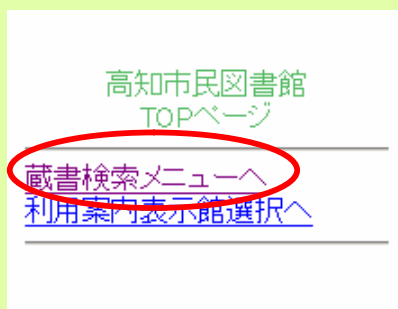 高知市民図書館
TOPページ
蔵書検索メニューへ
利用案内表示館選択へ